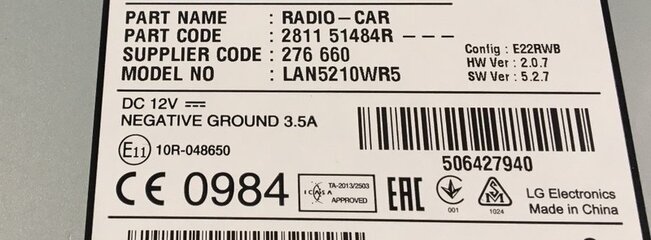 PART NAME : RADIO-CAR
PART CODE : 2811 51484R ---
SUPPLIER CODE : 276 660
MODEL NO : LAN5210WR5
Config : E22RWB
HW Ver : 2.0.7
SW Ver : 5.2.7
DC 12V
NEGATIVE GROUND 3.5A
E11 10R-048650
506427940
CE 0984
ICASA
TA-2013/2503
APPROVED
EAC
001
SM
1024
LG Electronics
Made in China